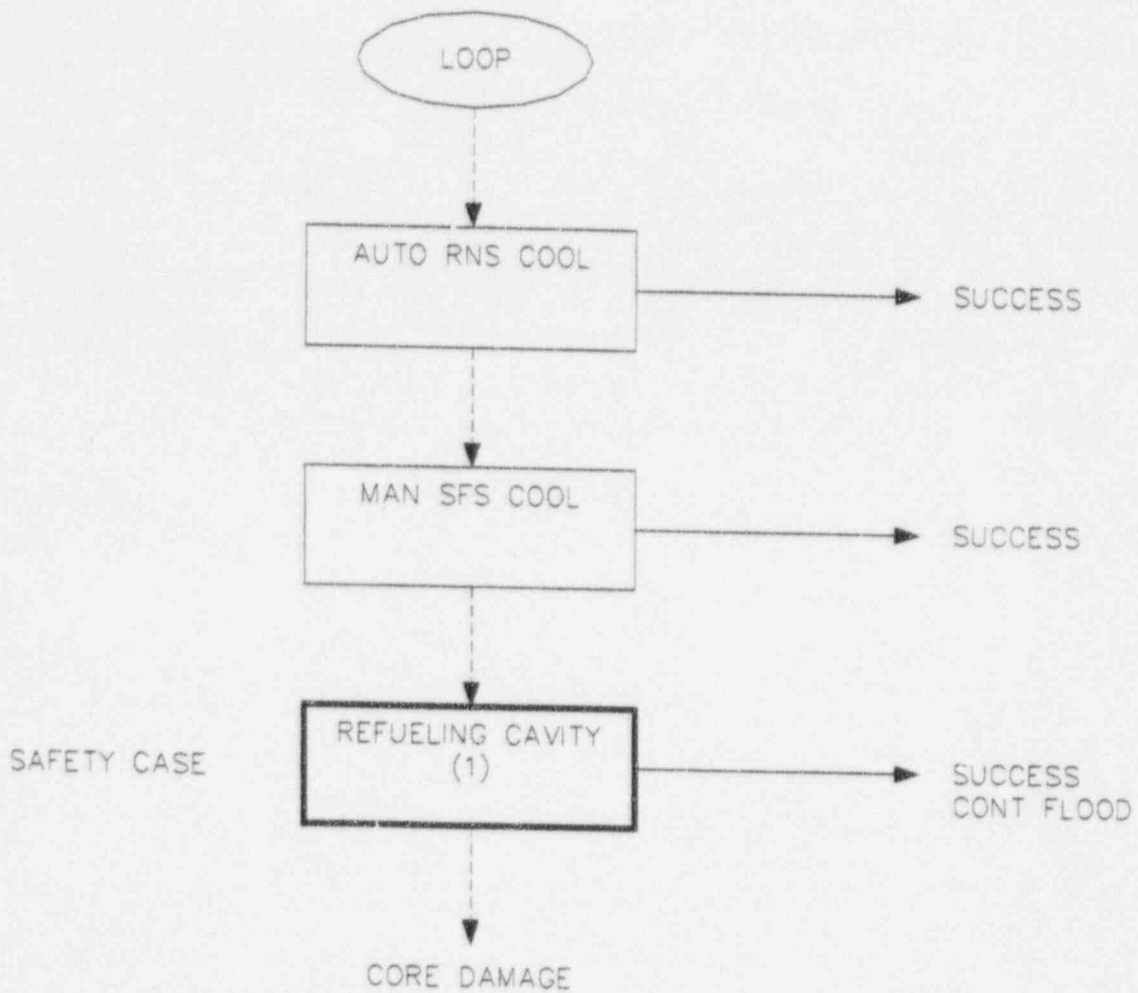 LOOP
AUTO RNS COOL
SUCCESS
MAN SFS COOL
SUCCESS
SAFETY CASE
REFUELING CAVITY
(1)
SUCCESS
CONT FLOOD
CORE DAMAGE